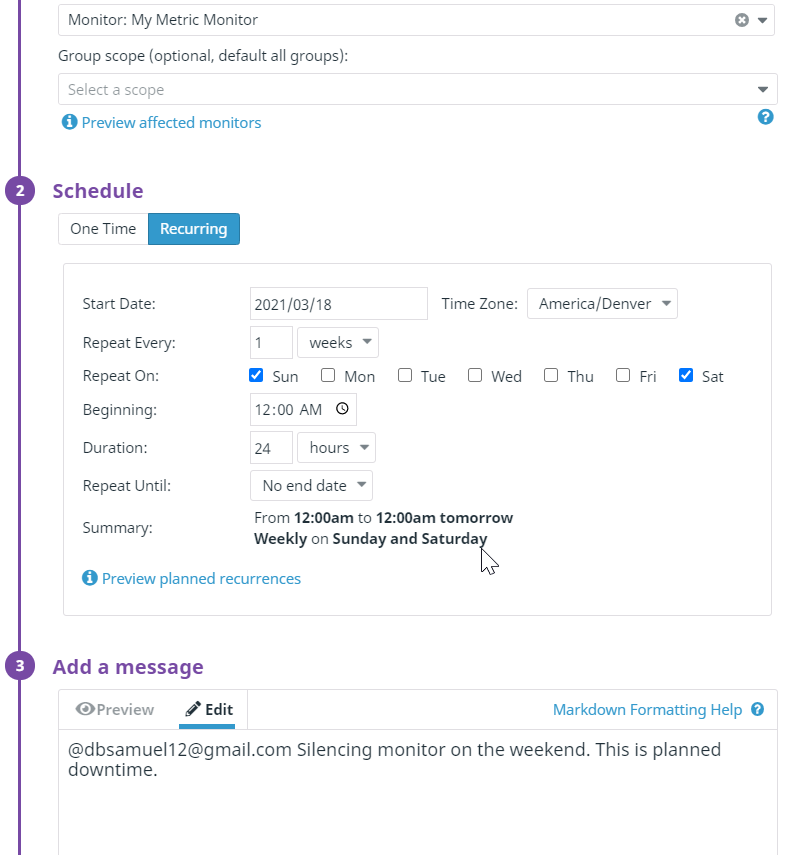 Monitor: My Metric Monitor
Group scope (optional, default all groups):
Select a scope
Preview affected monitors
2 Schedule
One Time Recurring
Start Date: 2021/03/18 Time Zone: America/Denver
Repeat Every: 1 weeks
Repeat On: Sun Mon Tue Wed Thu Fri Sat
Beginning: 12:00 AM
Duration: 24 hours
Repeat Until: No end date
Summary: From 12:00am to 12:00am tomorrow
Weekly on Sunday and Saturday
Preview planned recurrences
3 Add a message
Preview Edit Markdown Formatting Help
@dbsamuel12@gmail.com Silencing monitor on the weekend. This is planned
downtime.